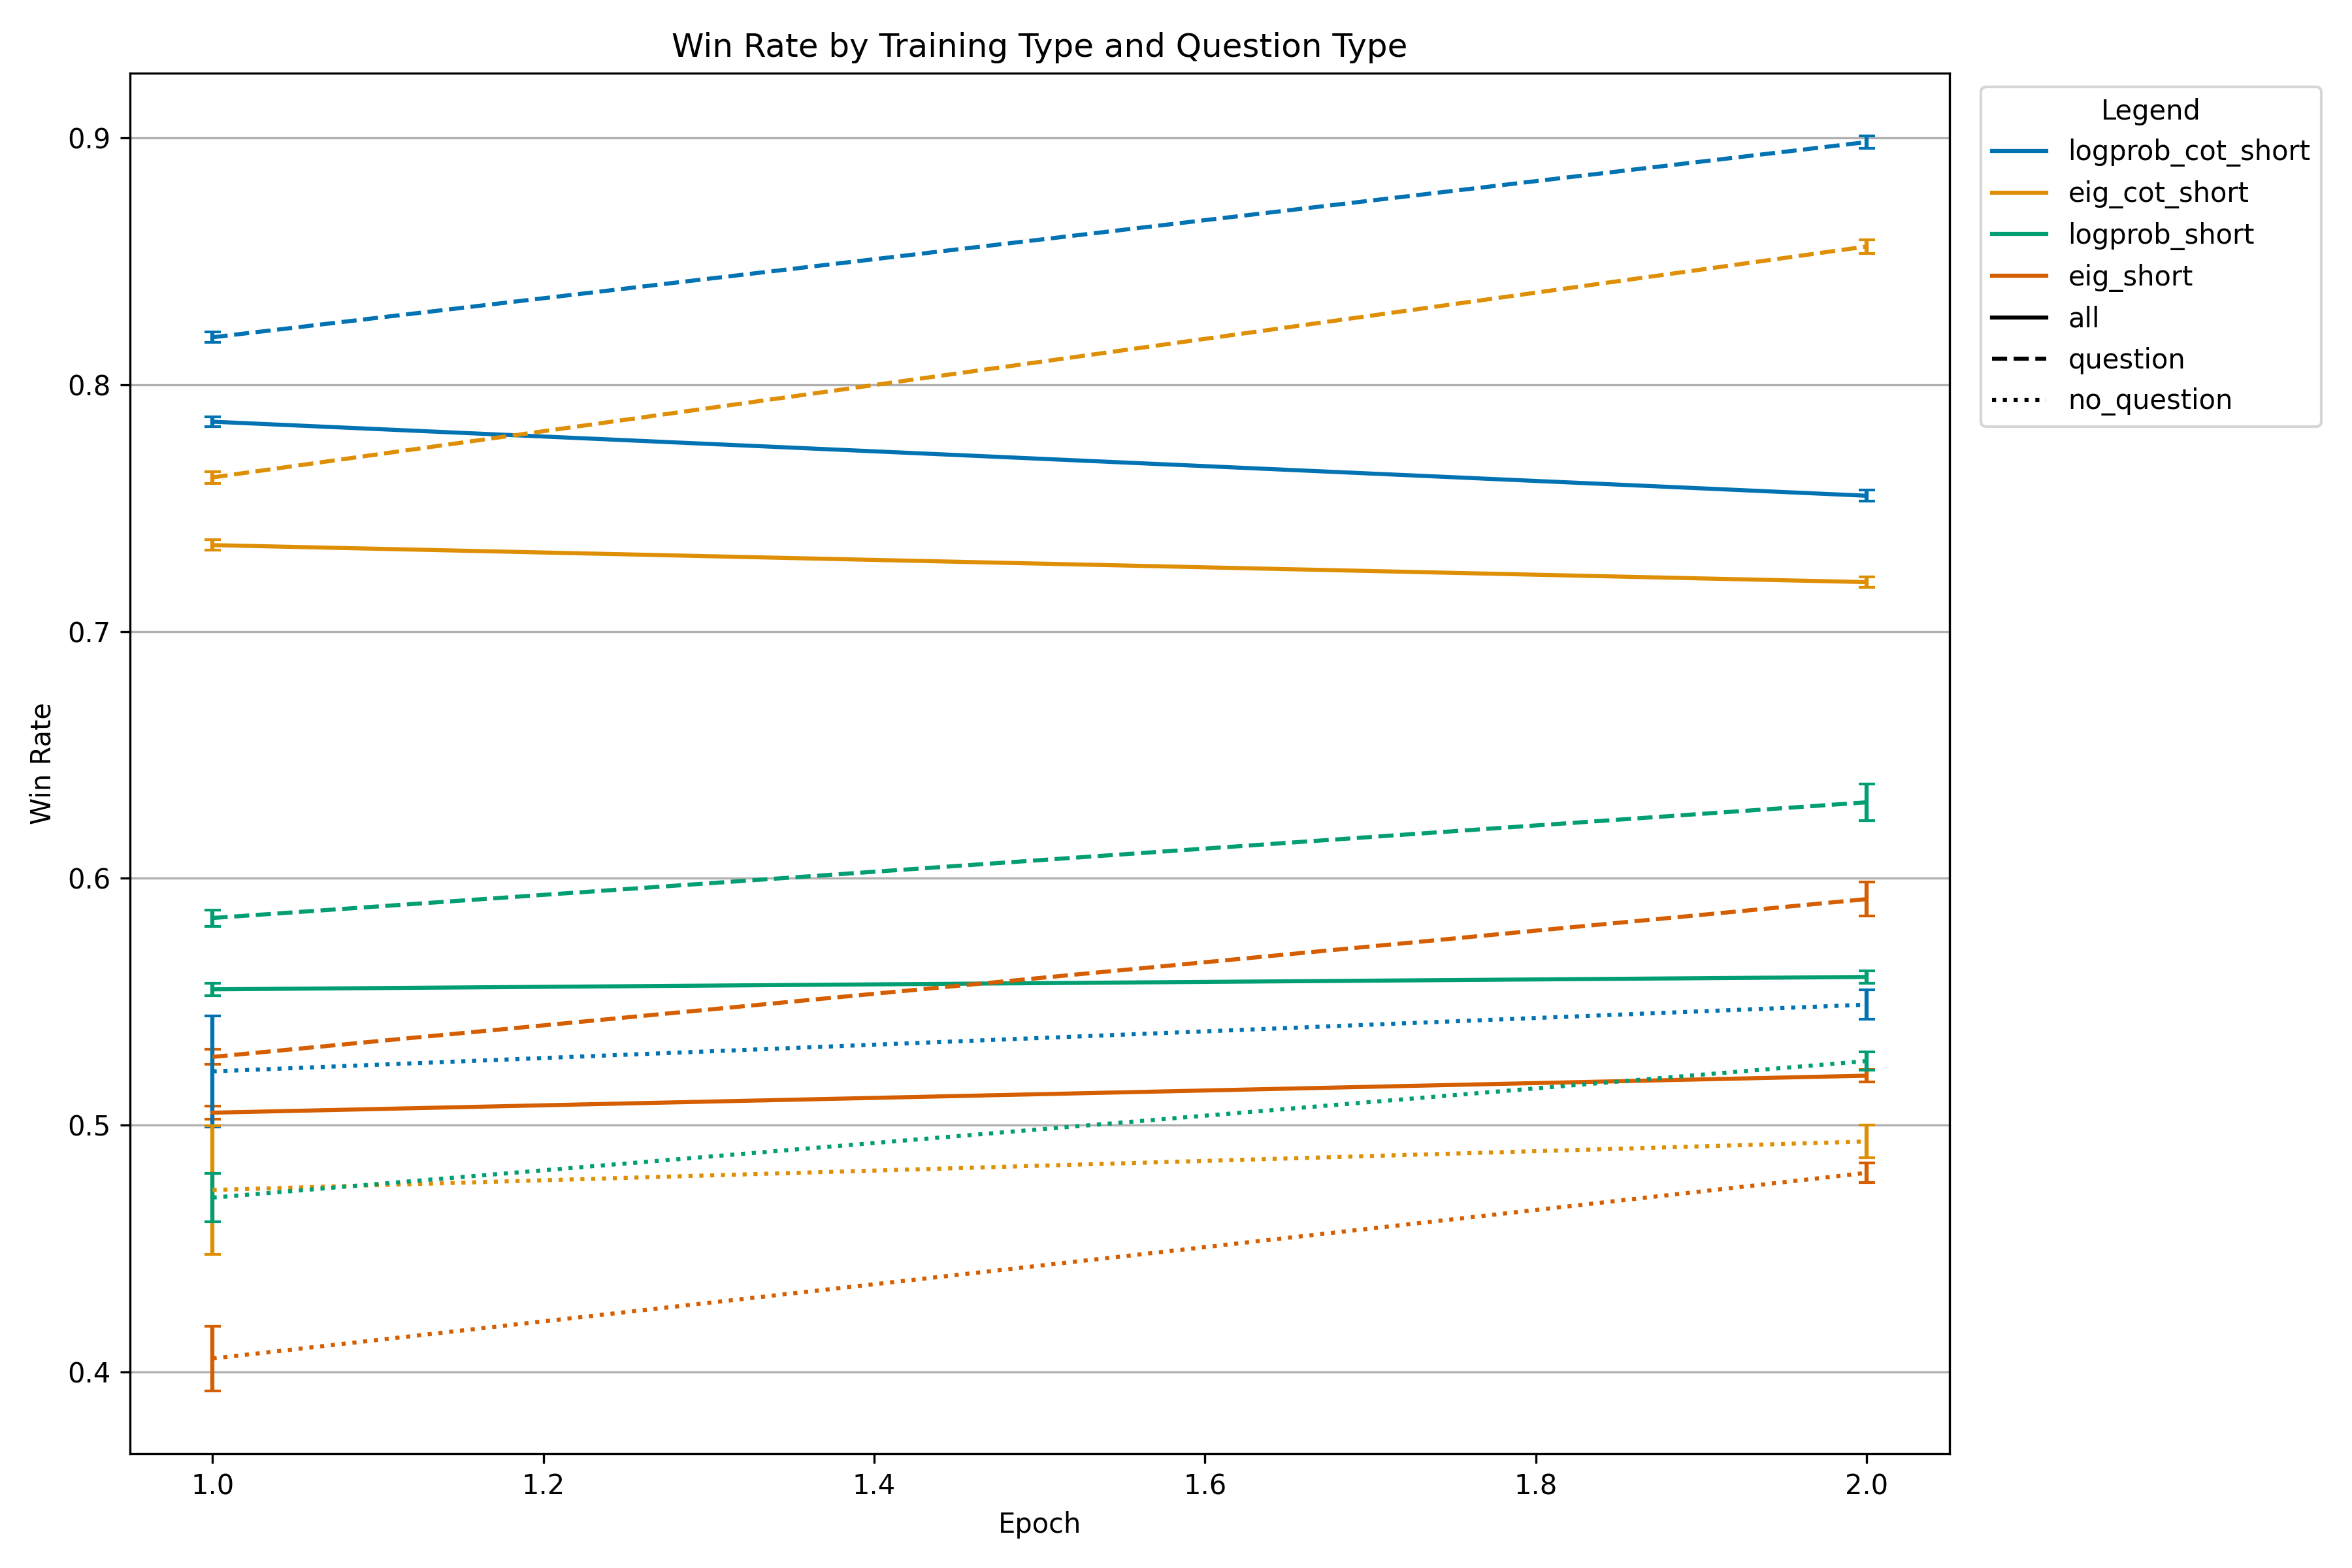 Win Rate by Training Type and Question Type
Legend
logprob_cot_short
eig_cot_short
logprob_short
eig_short
all
question
no_question
Win Rate
0.9
0.8
0.7
0.6
0.5
0.4
1.0 1.2 1.4 1.6 1.8 2.0
Epoch